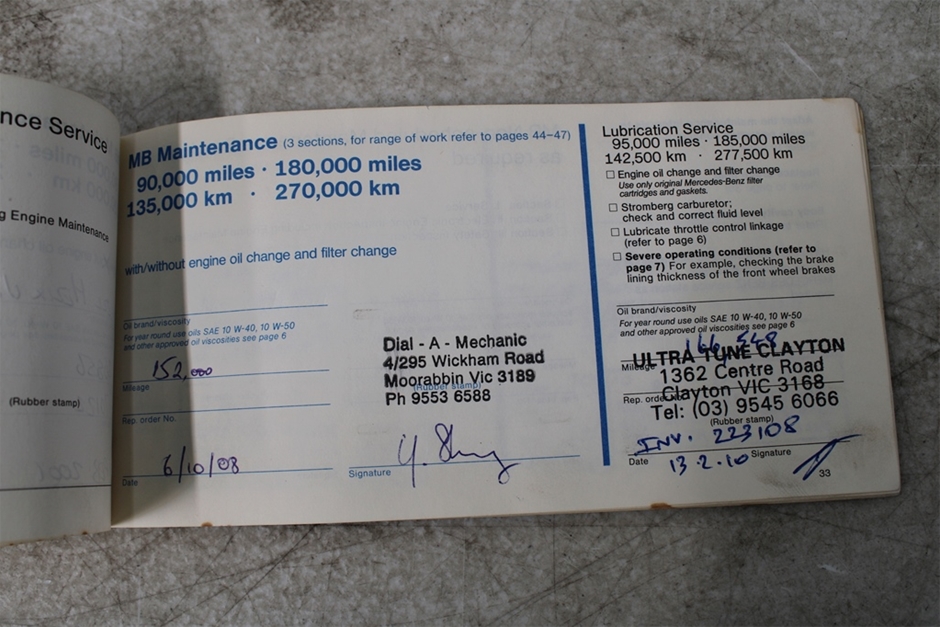 nce Service
g Engine Maintenance
(Rubber stamp)
MB Maintenance (3 sections, for range of work refer to pages 44–47)
90,000 miles · 180,000 miles
135,000 km · 270,000 km
with/without engine oil change and filter change
Oil brand/viscosity
For year round use oils SAE 10 W-40, 10 W-50
and other approved oil viscosities see page 6
152,000
Mileage
Rep. order No.
6/10/08
Date
Dial - A - Mechanic
4/295 Wickham Road
Moorabbin Vic 3189
(Rubber stamp)
Ph 9553 6588
Signature
Lubrication Service
95,000 miles · 185,000 miles
142,500 km · 277,500 km
Engine oil change and filter change
Use only original Mercedes-Benz filter
cartridges and gaskets.
Stromberg carburetor;
check and correct fluid level
Lubricate throttle control linkage
(refer to page 6)
Severe operating conditions (refer to
page 7) For example, checking the brake
lining thickness of the front wheel brakes
Oil brand/viscosity
For year round use oils SAE 10 W-40, 10 W-50
and other approved oil viscosities see page 6
166 548
ULTRA TUNE CLAYTON
Mileage
1362 Centre Road
Clayton VIC 3168
Rep. order No.
Tel: (03) 9545 6066
(Rubber stamp)
INV. 223108
Date 13.2.10 Signature
33